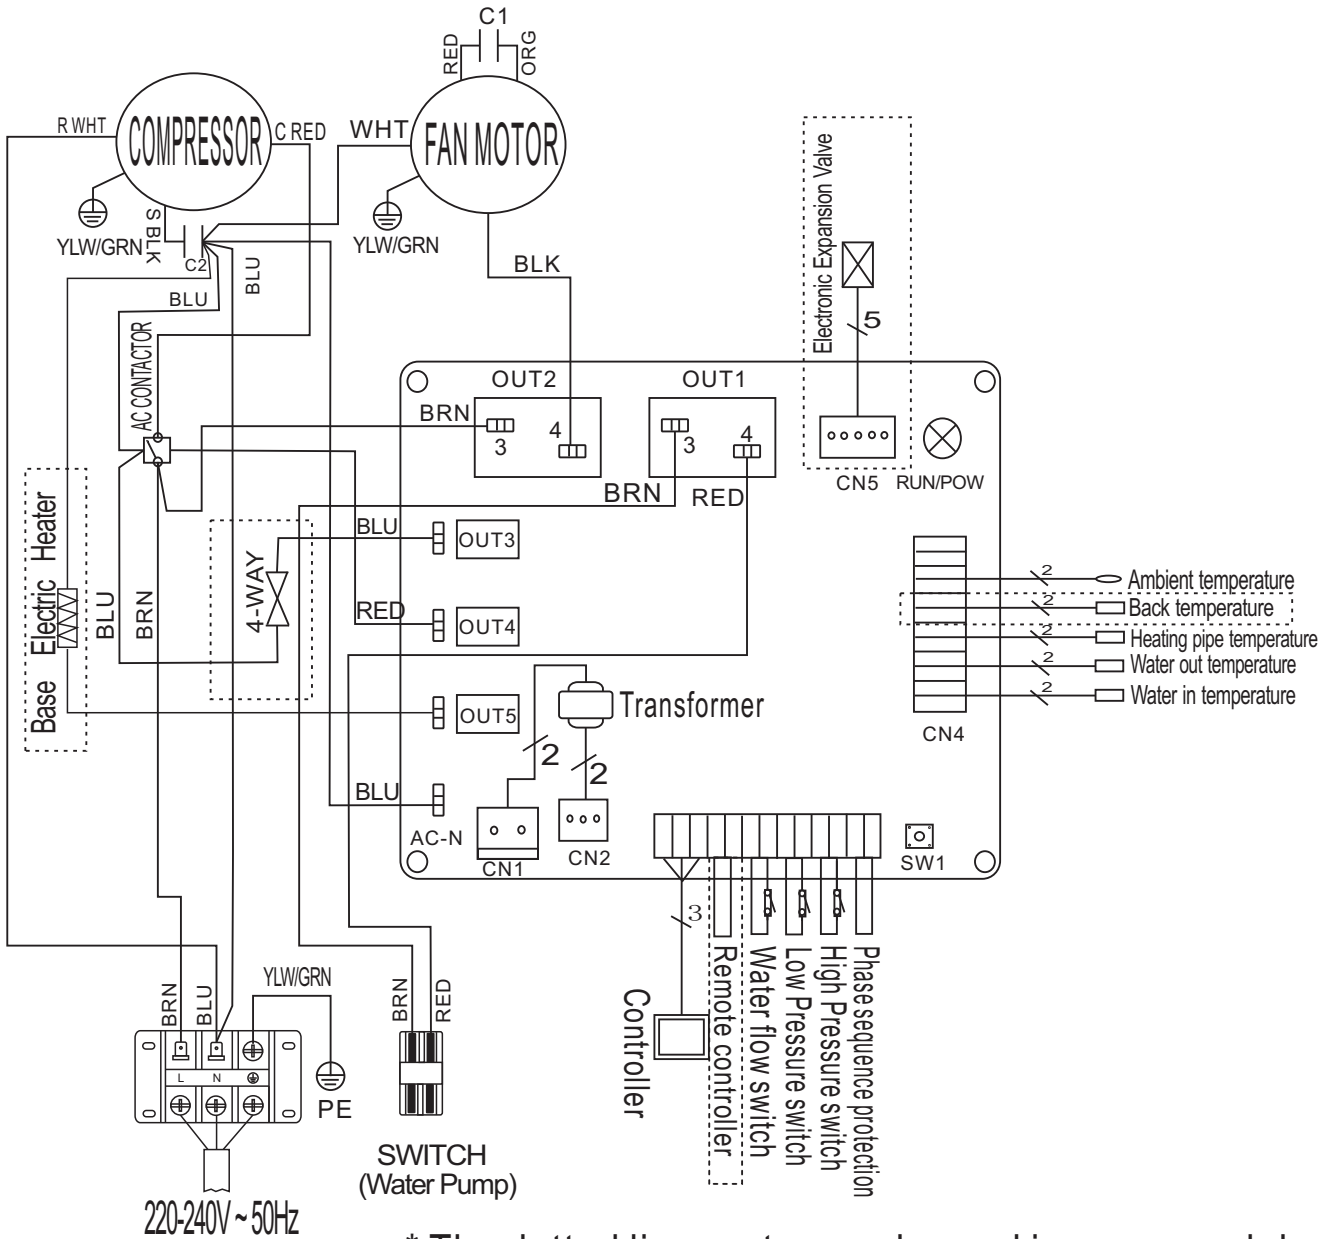 C1
RED
ORG
R WHT
COMPRESSOR
C RED
WHT
FAN MOTOR
S BLK
YLW/GRN
C2
BLU
BLU
YLW/GRN
BLK
Electronic Expansion Valve
5
AC CONTACTOR
OUT2
OUT1
BRN
3
4
3
4
CN5
RUN/POW
BRN
RED
Base Electric Heater
BLU
BRN
4-WAY
BLU
OUT3
RED
OUT4
OUT5
BLU
AC-N
Transformer
2
2
CN1
CN2
2
Ambient temperature
2
Back temperature
2
Heating pipe temperature
2
Water out temperature
2
Water in temperature
CN4
SW1
3
Controller
Remote controller
Water flow switch
Low Pressure switch
High Pressure switch
Phase sequence protection
BRN
BLU
YLW/GRN
BRN
RED
L
N
PE
SWITCH
(Water Pump)
220-240V ~ 50Hz